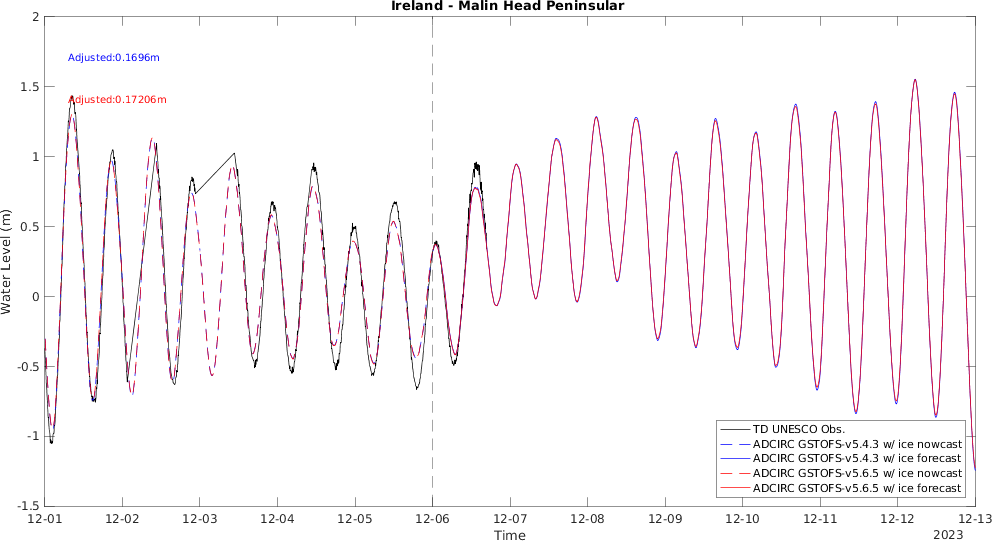 Ireland - Malin Head Peninsular
2
Adjusted:0.1696m
1.5
Adjusted:0.17206m
1
0.5
0
-0.5
-1
-1.5
Water Level (m)
TD UNESCO Obs.
ADCIRC GSTOFS-v5.4.3 w/ ice nowcast
ADCIRC GSTOFS-v5.4.3 w/ ice forecast
ADCIRC GSTOFS-v5.6.5 w/ ice nowcast
ADCIRC GSTOFS-v5.6.5 w/ ice forecast
12-01 12-02 12-03 12-04 12-05 12-06 12-07 12-08 12-09 12-10 12-11 12-12 12-13
Time
2023